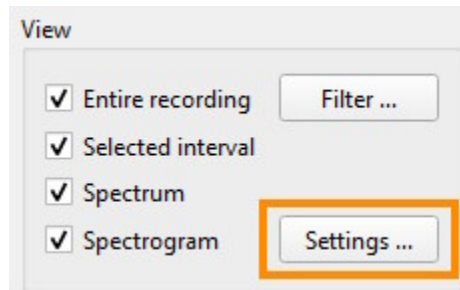 View
Entire recording Filter ...
Selected interval
Spectrum
Spectrogram Settings ...